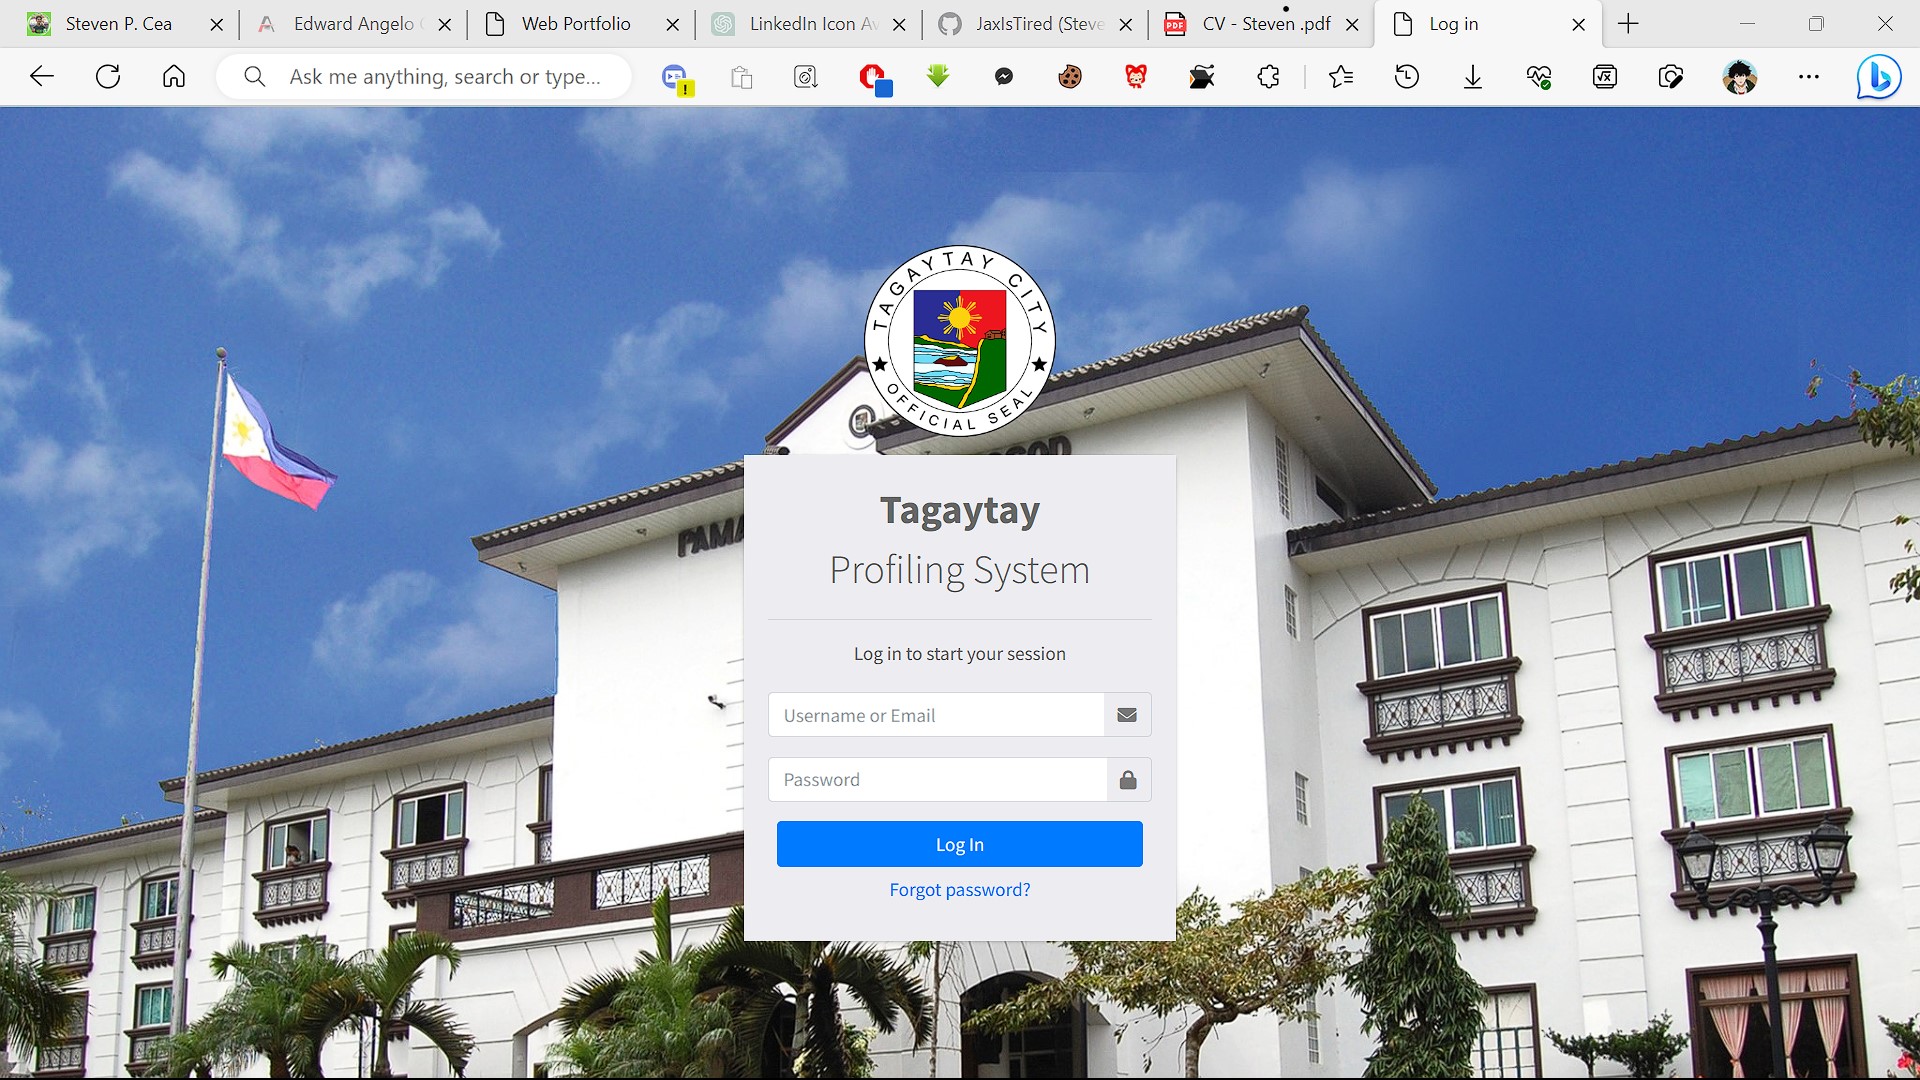 Steven P. Cea
Edward Angelo
Web Portfolio
LinkedIn Icon Av
JaxIsTired (Steve
CV - Steven .pdf
Log in
Ask me anything, search or type...
TAGAYTAY CITY
OFFICIAL SEAL
PAMA
Tagaytay
Profiling System
Log in to start your session
Username or Email
Password
Log In
Forgot password?